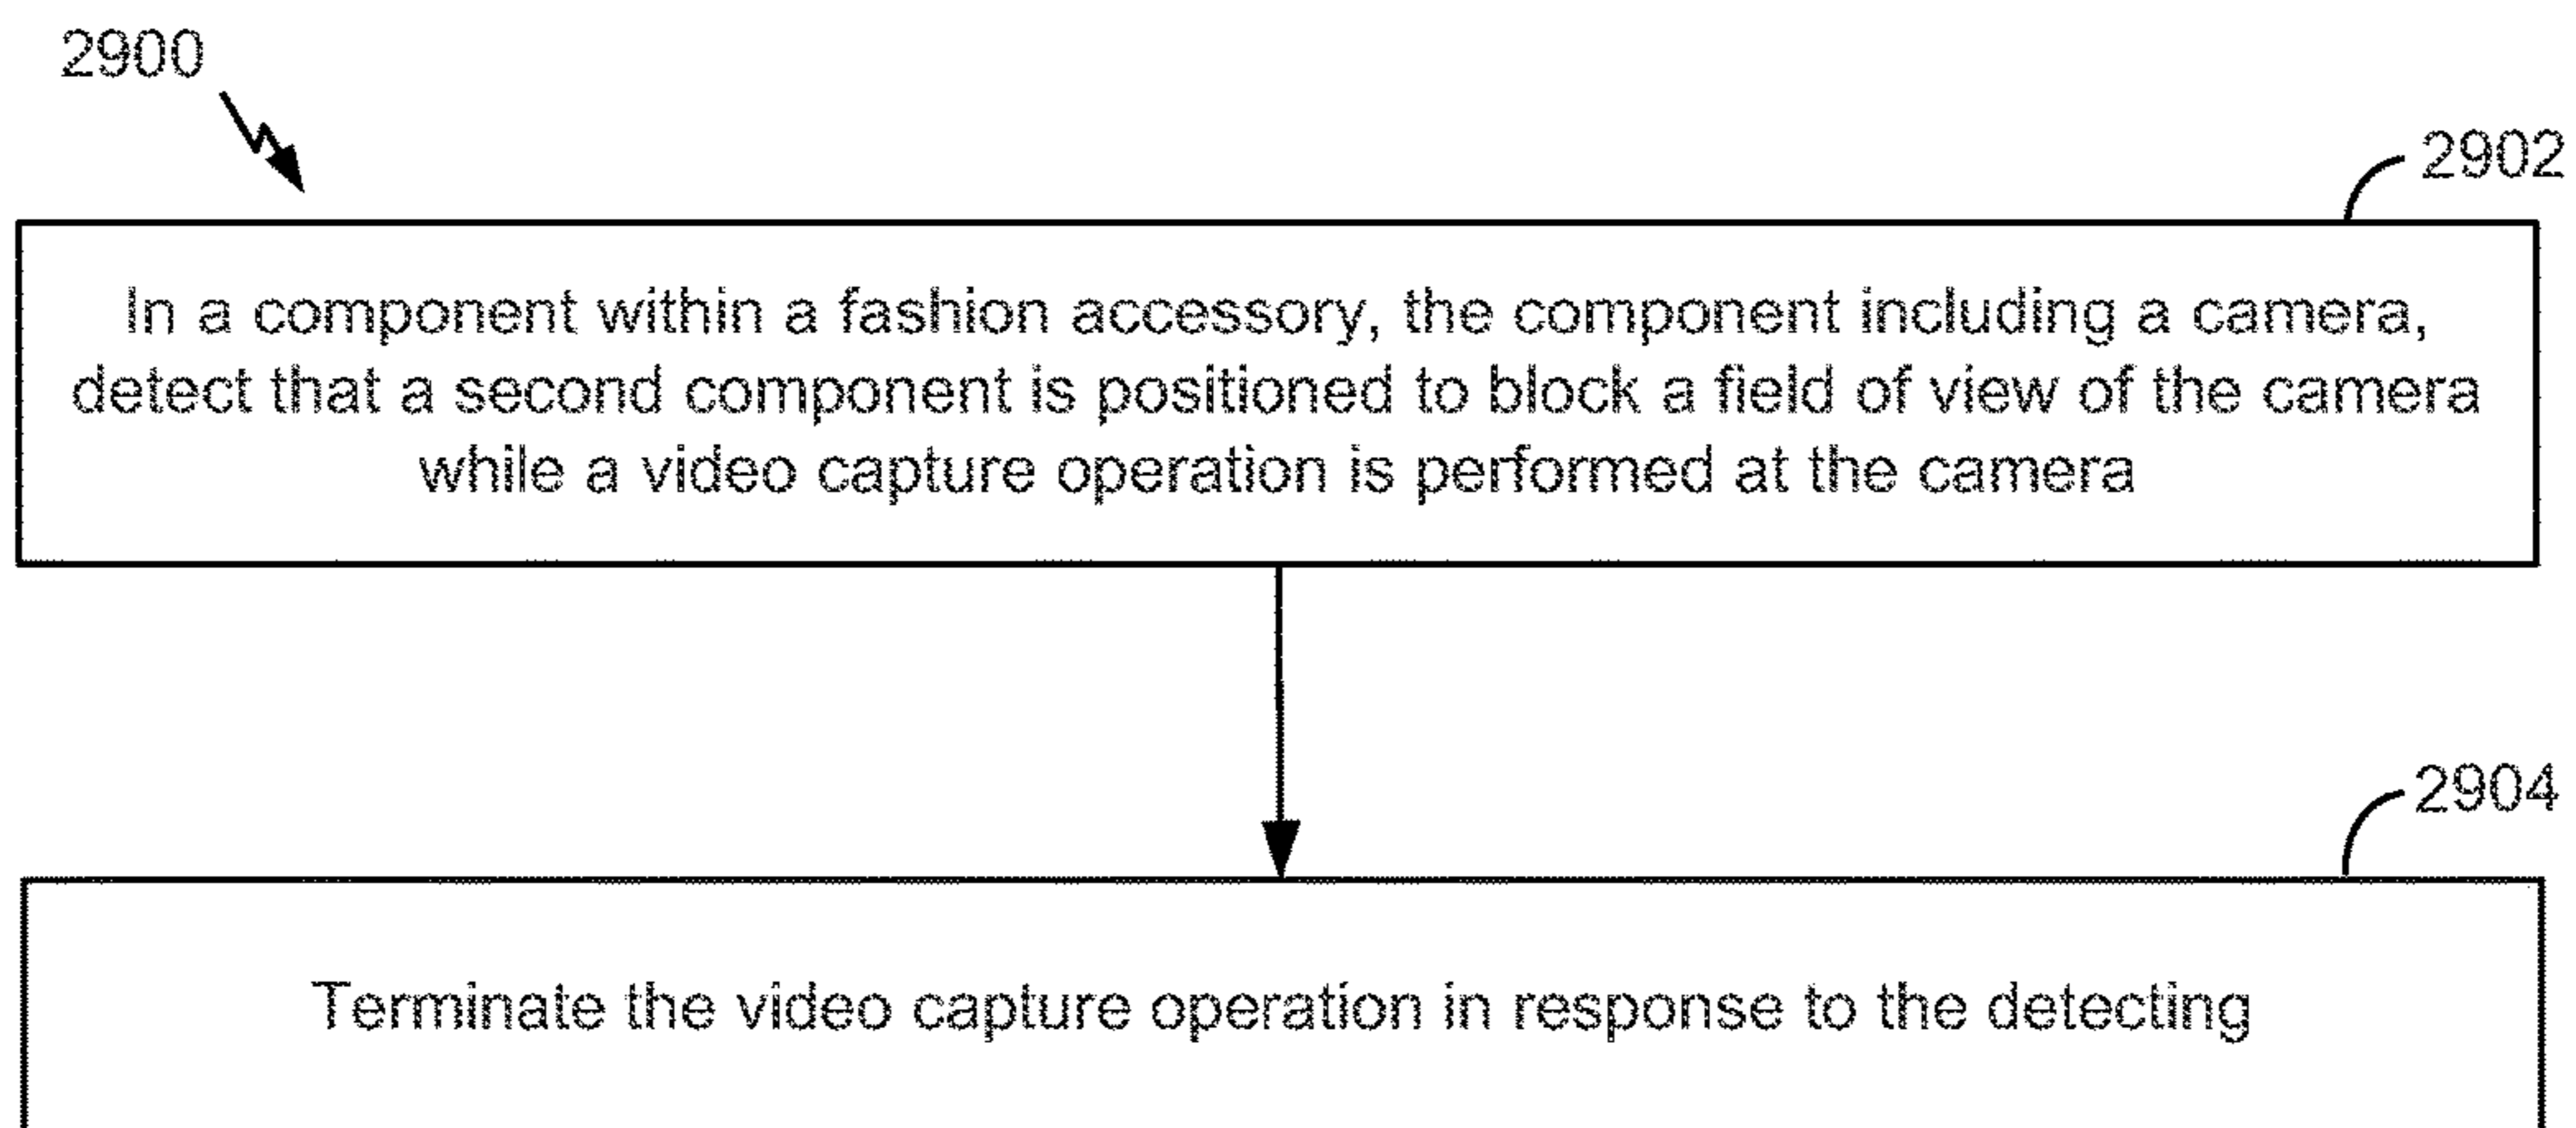 2900
2902
In a component within a fashion accessory, the component including a camera,
detect that a second component is positioned to block a field of view of the camera
while a video capture operation is performed at the camera
2904
Terminate the video capture operation in response to the detecting